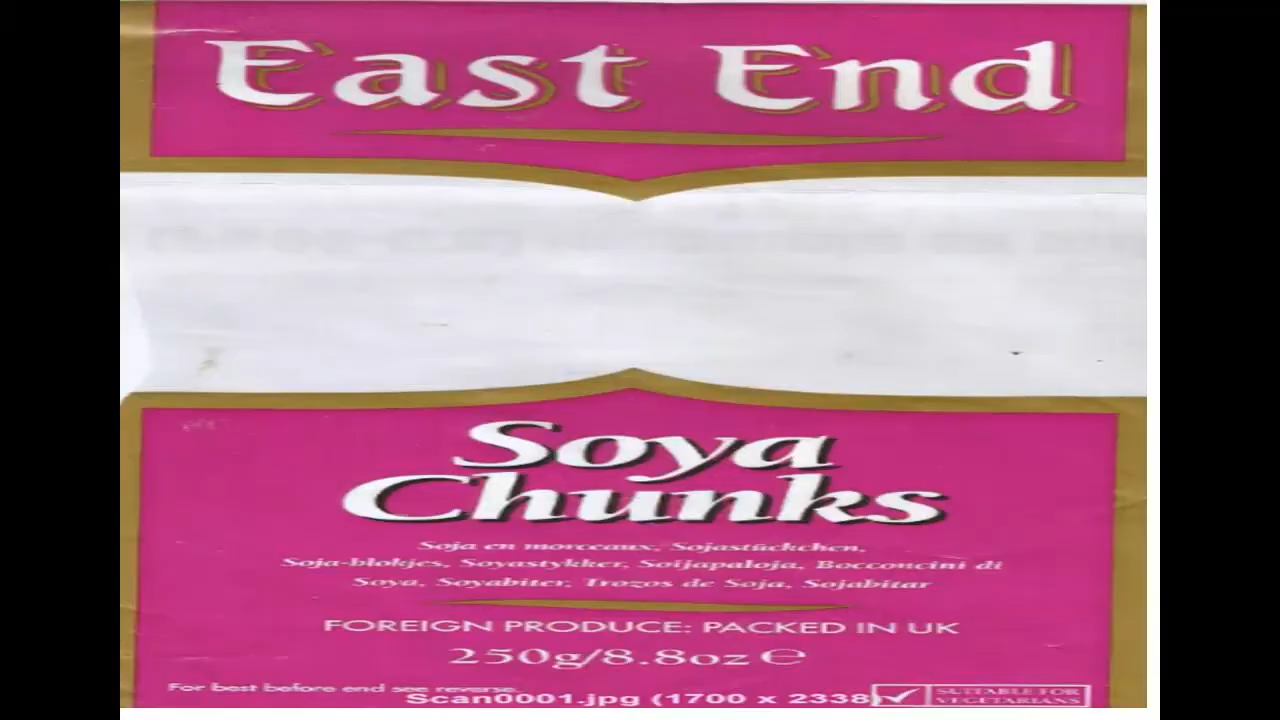 East End
Soya
Chunks
Soja en morceaux, Sojastückchen,
Soja-blokjes, Soyastykker, Soijapaloja, Bocconcini di
Soya, Soyabiter, Trozos de Soja, Sojabitar
FOREIGN PRODUCE: PACKED IN UK
250g/8.8oz ℮
For best before end see reverse.
Scan0001.jpg (1700 x 2338)
SUITABLE FOR
VEGETARIANS